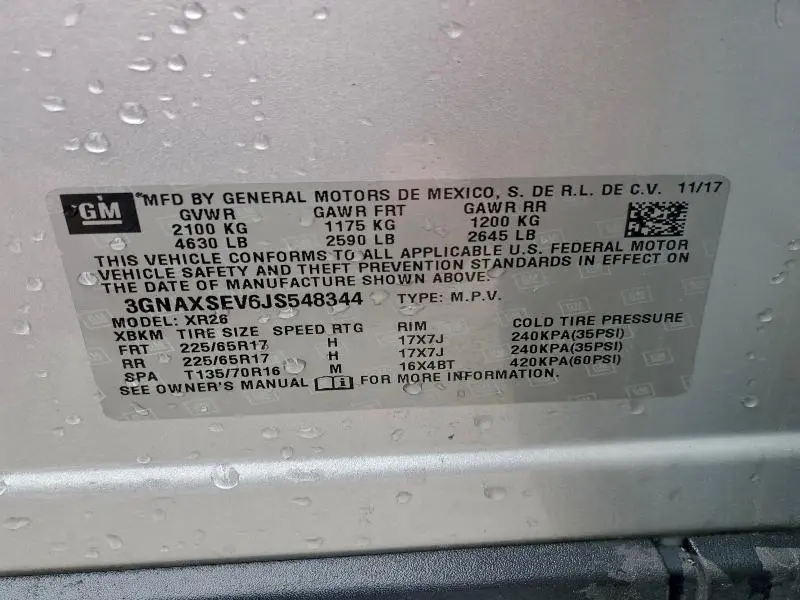 GM *MFD BY GENERAL MOTORS DE MEXICO, S. DE R.L. DE C.V. 11/17
GVWR GAWR FRT GAWR RR
2100 KG 1175 KG 1200 KG
4630 LB 2590 LB 2645 LB
THIS VEHICLE CONFORMS TO ALL APPLICABLE U.S. FEDERAL MOTOR
VEHICLE SAFETY AND THEFT PREVENTION STANDARDS IN EFFECT ON
THE DATE OF MANUFACTURE SHOWN ABOVE.
3GNAXSEV6JS548344 TYPE: M.P.V.
MODEL: XR26
XBKM TIRE SIZE SPEED RTG RIM COLD TIRE PRESSURE
FRT 225/65R17 H 17X7J 240KPA(35PSI)
RR 225/65R17 H 17X7J 240KPA(35PSI)
SPA T135/70R16 M 16X4BT 420KPA(60PSI)
SEE OWNER'S MANUAL FOR MORE INFORMATION.